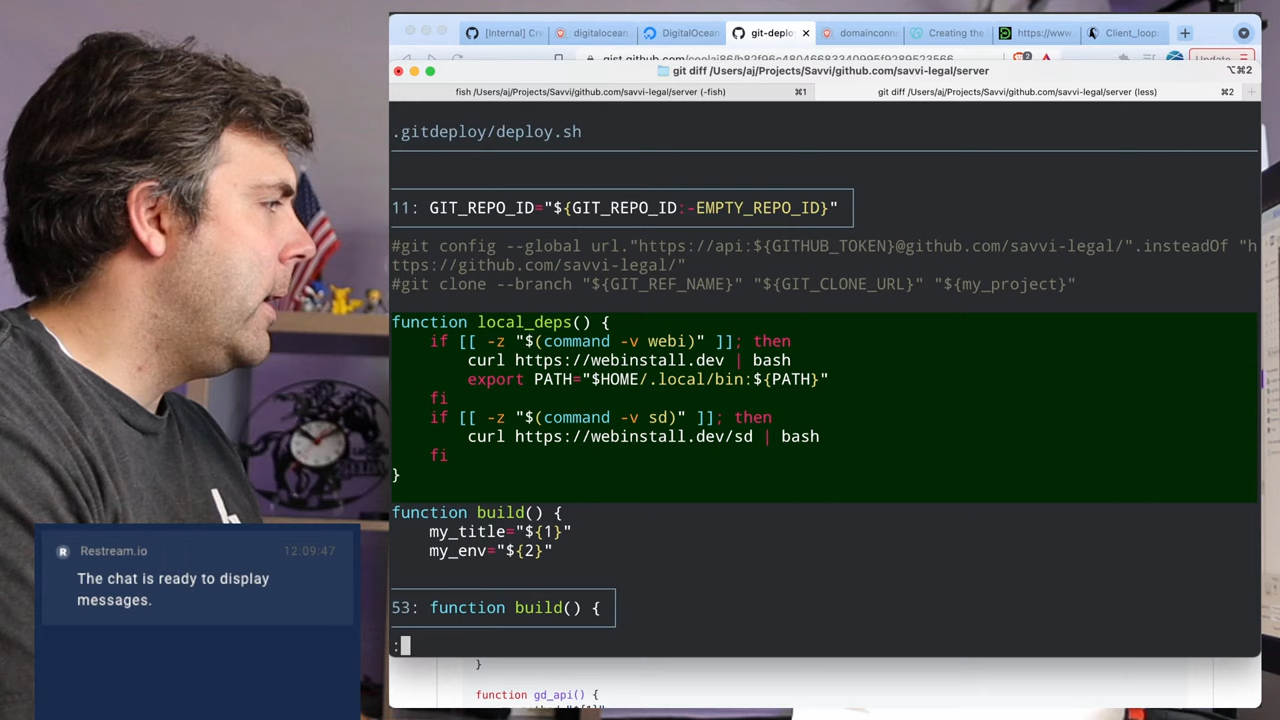 [Internal] Cre
digitalocean.
DigitalOcean
git-deplo
domainconn
Creating the
https://www.
Client_loop:
Update
git diff /Users/aj/Projects/Savvi/github.com/savvi-legal/server
⌥⌘2
fish /Users/aj/Projects/Savvi/github.com/savvi-legal/server (-fish)
⌘1
git diff /Users/aj/Projects/Savvi/github.com/savvi-legal/server (less)
⌘2
.gitdeploy/deploy.sh
11: GIT_REPO_ID="${GIT_REPO_ID:-EMPTY_REPO_ID}"
#git config --global url."https://api:${GITHUB_TOKEN}@github.com/savvi-legal/".insteadOf "h
ttps://github.com/savvi-legal/"
#git clone --branch "${GIT_REF_NAME}" "${GIT_CLONE_URL}" "${my_project}"
function local_deps() {
if [[ -z "$(command -v webi)" ]]; then
curl https://webinstall.dev | bash
export PATH="$HOME/.local/bin:${PATH}"
fi
if [[ -z "$(command -v sd)" ]]; then
curl https://webinstall.dev/sd | bash
fi
}
function build() {
my_title="${1}"
my_env="${2}"
53: function build() {
:
}
function gd_api() {
Restream.io
12:09:47
The chat is ready to display
messages.